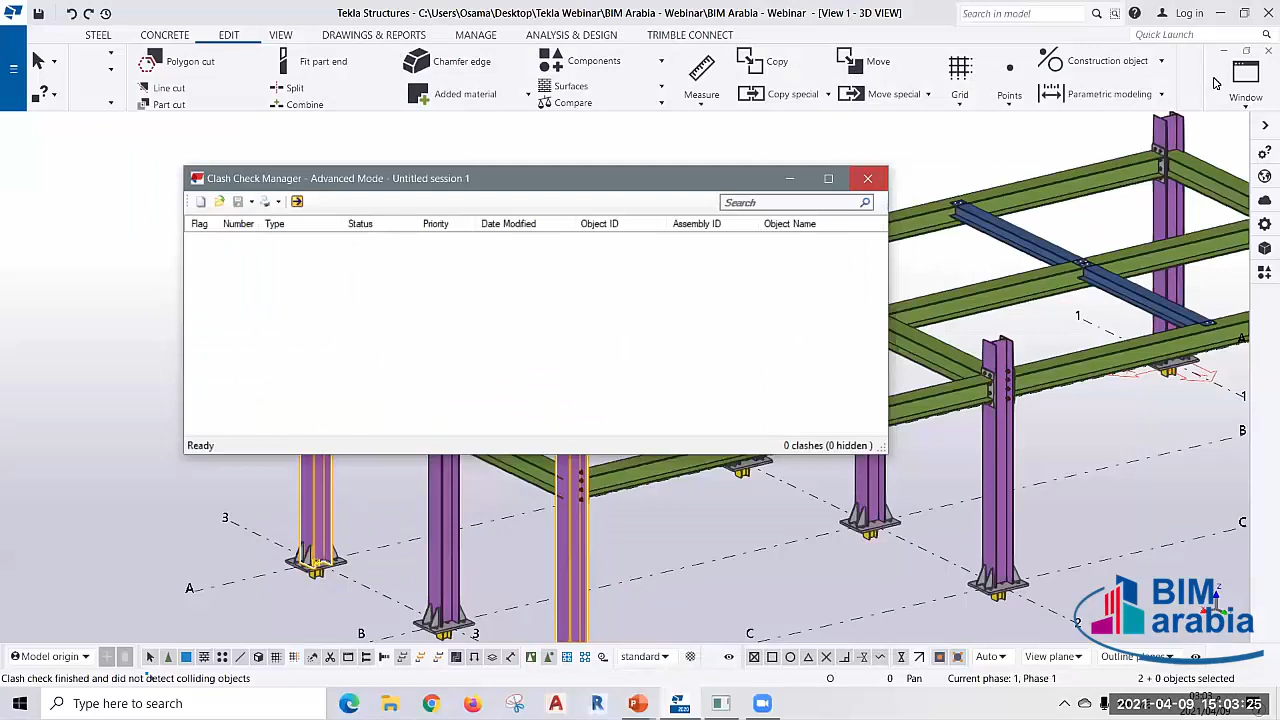 Tekla Structures - C:\Users\Osama\Desktop\Tekla Webinar\BIM Arabia - Webinar\BIM Arabia - Webinar - [View 1 - 3D VIEW]
Search in model
Log in
STEEL CONCRETE EDIT VIEW DRAWINGS & REPORTS MANAGE ANALYSIS & DESIGN TRIMBLE CONNECT
Quick Launch
Polygon cut Fit part end Chamfer edge Components Copy Move Construction object
Line cut Split Added material Surfaces Measure Copy special Move special Grid Points Parametric modeling Window
Part cut Combine Compare
Clash Check Manager - Advanced Mode - Untitled session 1
Search
Flag Number Type Status Priority Date Modified Object ID Assembly ID Object Name
Ready
0 clashes (0 hidden )
1
A
1
B
3
C
A
2
B
3
C
z
BIM
arabia
Model origin standard Auto View plane Outline planes
Clash check finished and did not detect colliding objects
O 0 Pan Current phase: 1, Phase 1 2 + 0 objects selected
Type here to search
2020
03:03
2021-04-09 15:03:25